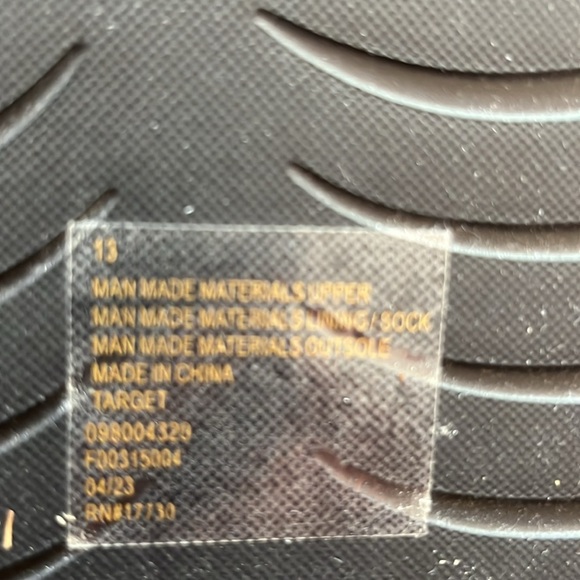 13
MAN MADE MATERIALS UPPER
MAN MADE MATERIALS LINING / SOCK
MAN MADE MATERIALS OUTSOLE
MADE IN CHINA
TARGET
098004329
F00315004
04/23
RN#17730